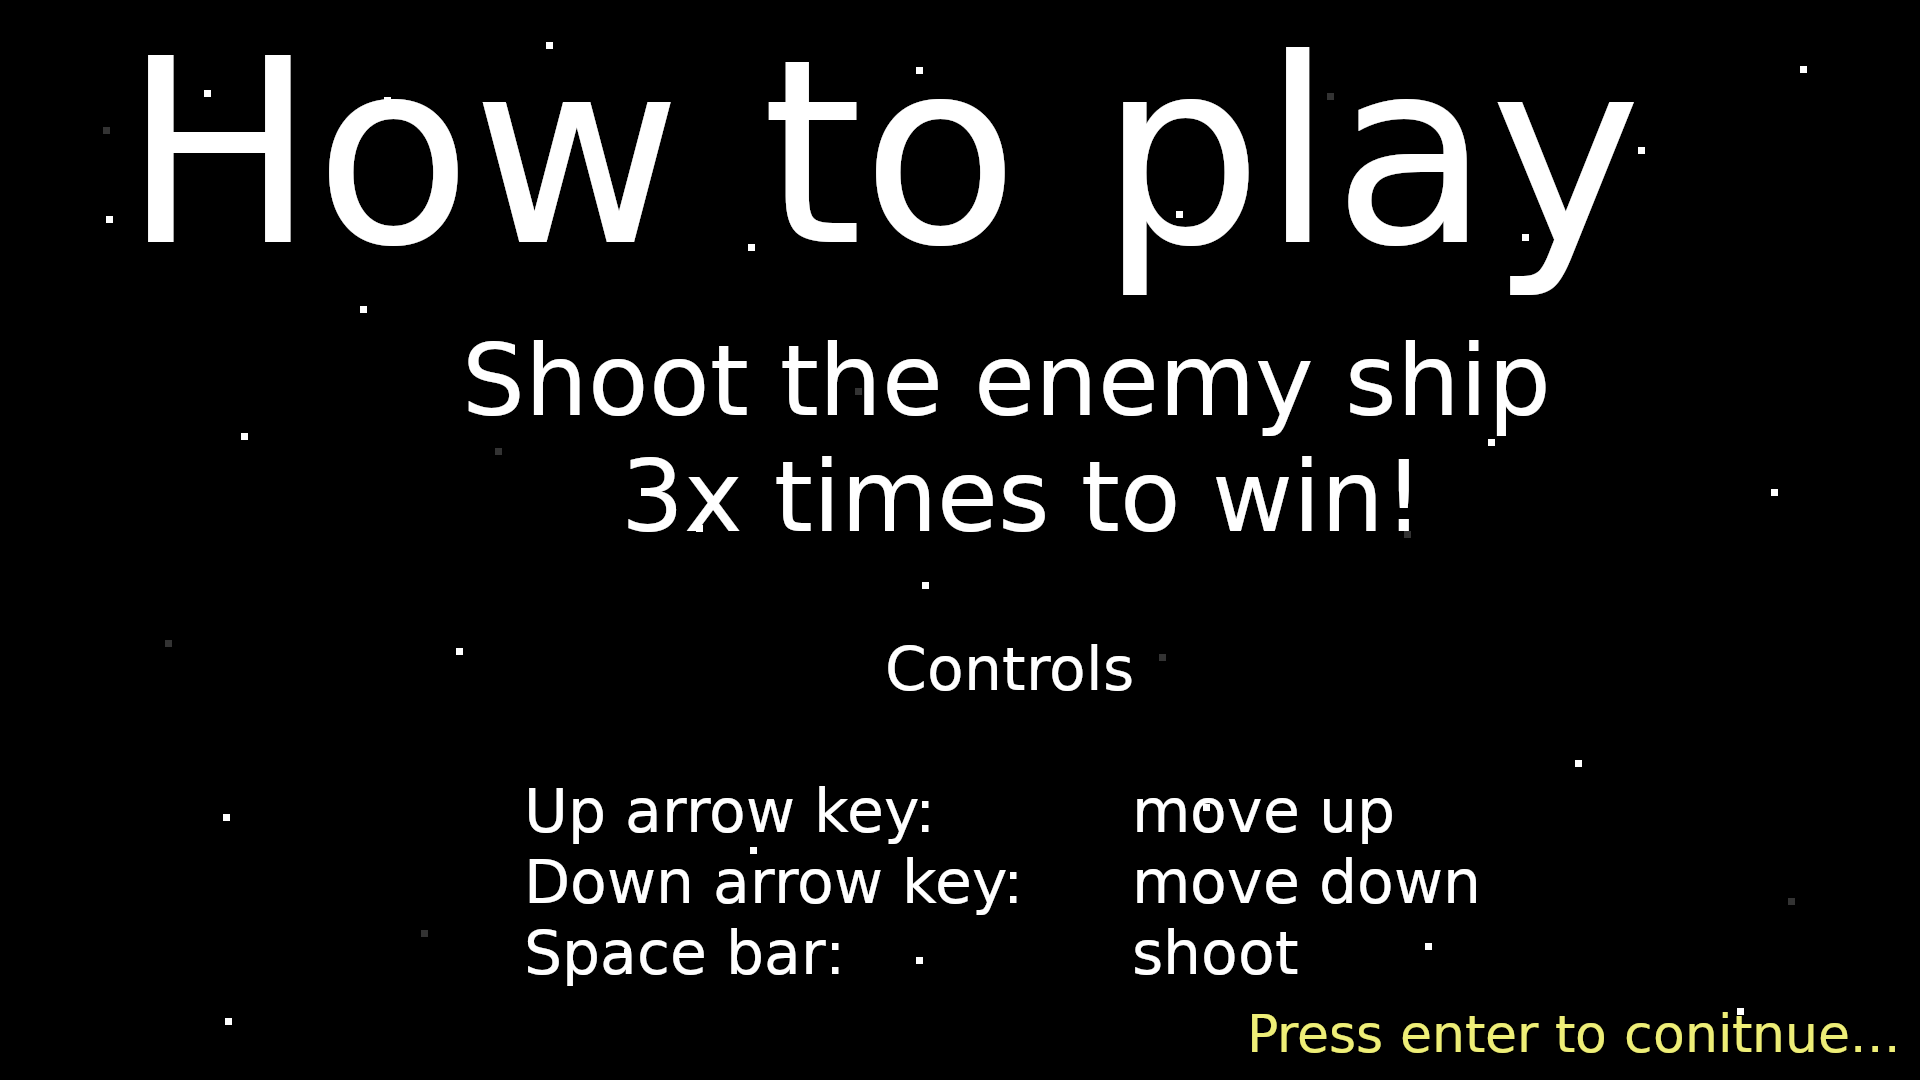 How to play
Shoot the enemy ship
3x times to win!
Controls
Up arrow key: move up
Down arrow key: move down
Space bar: shoot
Press enter to conitnue...